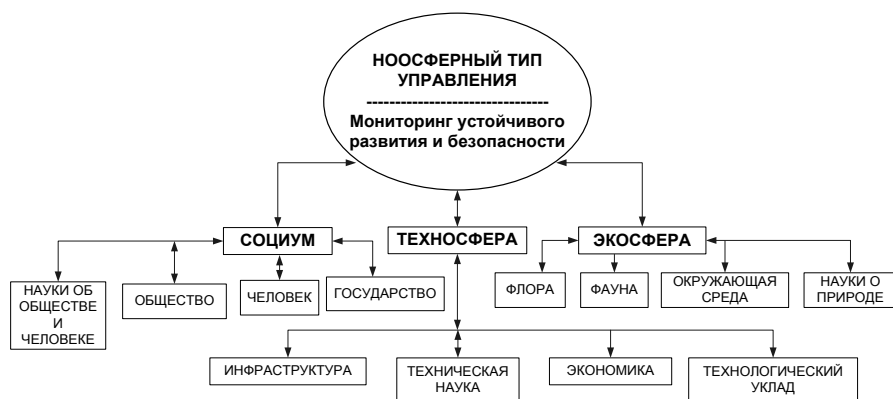 НООСФЕРНЫЙ ТИП
УПРАВЛЕНИЯ
--------------------------------
Мониторинг устойчивого
развития и безопасности
СОЦИУМ
ТЕХНОСФЕРА
ЭКОСФЕРА
НАУКИ ОБ
ОБЩЕСТВЕ
И
ЧЕЛОВЕКЕ
ОБЩЕСТВО
ЧЕЛОВЕК
ГОСУДАРСТВО
ФЛОРА
ФАУНА
ОКРУЖАЮЩАЯ
СРЕДА
НАУКИ О
ПРИРОДЕ
ИНФРАСТРУКТУРА
ТЕХНИЧЕСКАЯ
НАУКА
ЭКОНОМИКА
ТЕХНОЛОГИЧЕСКИЙ
УКЛАД